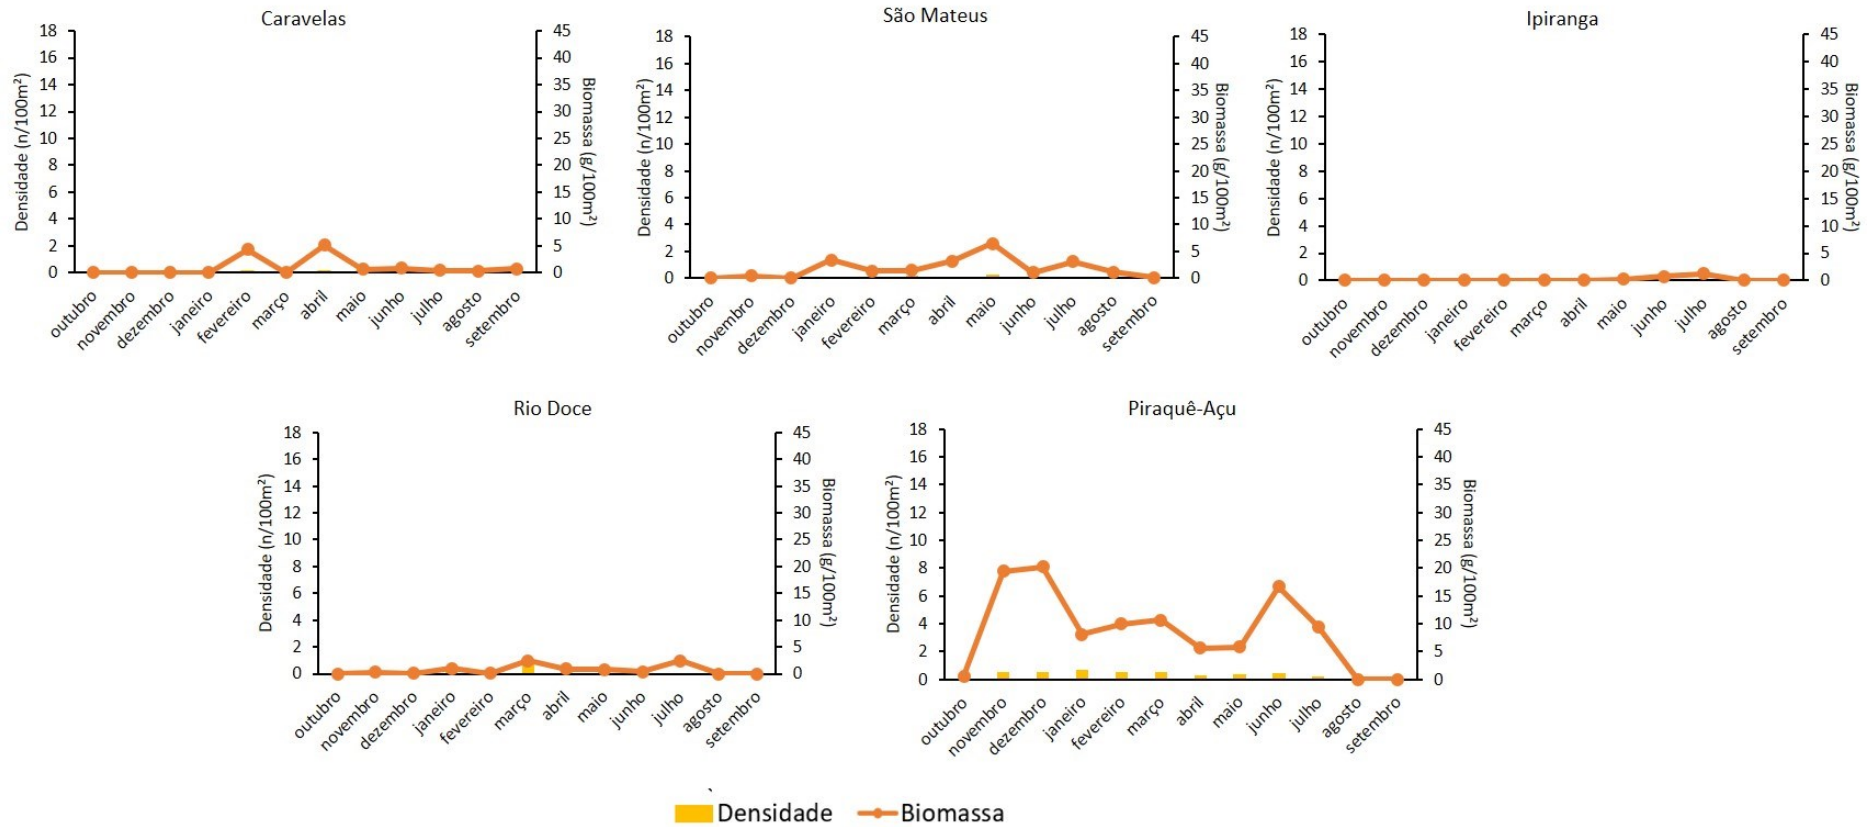 Caravelas
18
16
14
12
10
8
6
4
2
0
Densidade (n/100m²)
45
40
35
30
25
20
15
10
5
0
Biomassa (g/100m²)
outubro
novembro
dezembro
janeiro
fevereiro
março
abril
maio
junho
julho
agosto
setembro
São Mateus
18
16
14
12
10
8
6
4
2
0
Densidade (n/100m²)
45
40
35
30
25
20
15
10
5
0
Biomassa (g/100m²)
outubro
novembro
dezembro
janeiro
fevereiro
março
abril
maio
junho
julho
agosto
setembro
Ipiranga
18
16
14
12
10
8
6
4
2
0
Densidade (n/100m²)
45
40
35
30
25
20
15
10
5
0
Biomassa (g/100m²)
outubro
novembro
dezembro
janeiro
fevereiro
março
abril
maio
junho
julho
agosto
setembro
Rio Doce
18
16
14
12
10
8
6
4
2
0
Densidade (n/100m²)
45
40
35
30
25
20
15
10
5
0
Biomassa (g/100m²)
outubro
novembro
dezembro
janeiro
fevereiro
março
abril
maio
junho
julho
agosto
setembro
Piraquê-Açu
18
16
14
12
10
8
6
4
2
0
Densidade (n/100m²)
45
40
35
30
25
20
15
10
5
0
Biomassa (g/100m²)
outubro
novembro
dezembro
janeiro
fevereiro
março
abril
maio
junho
julho
agosto
setembro
Densidade Biomassa